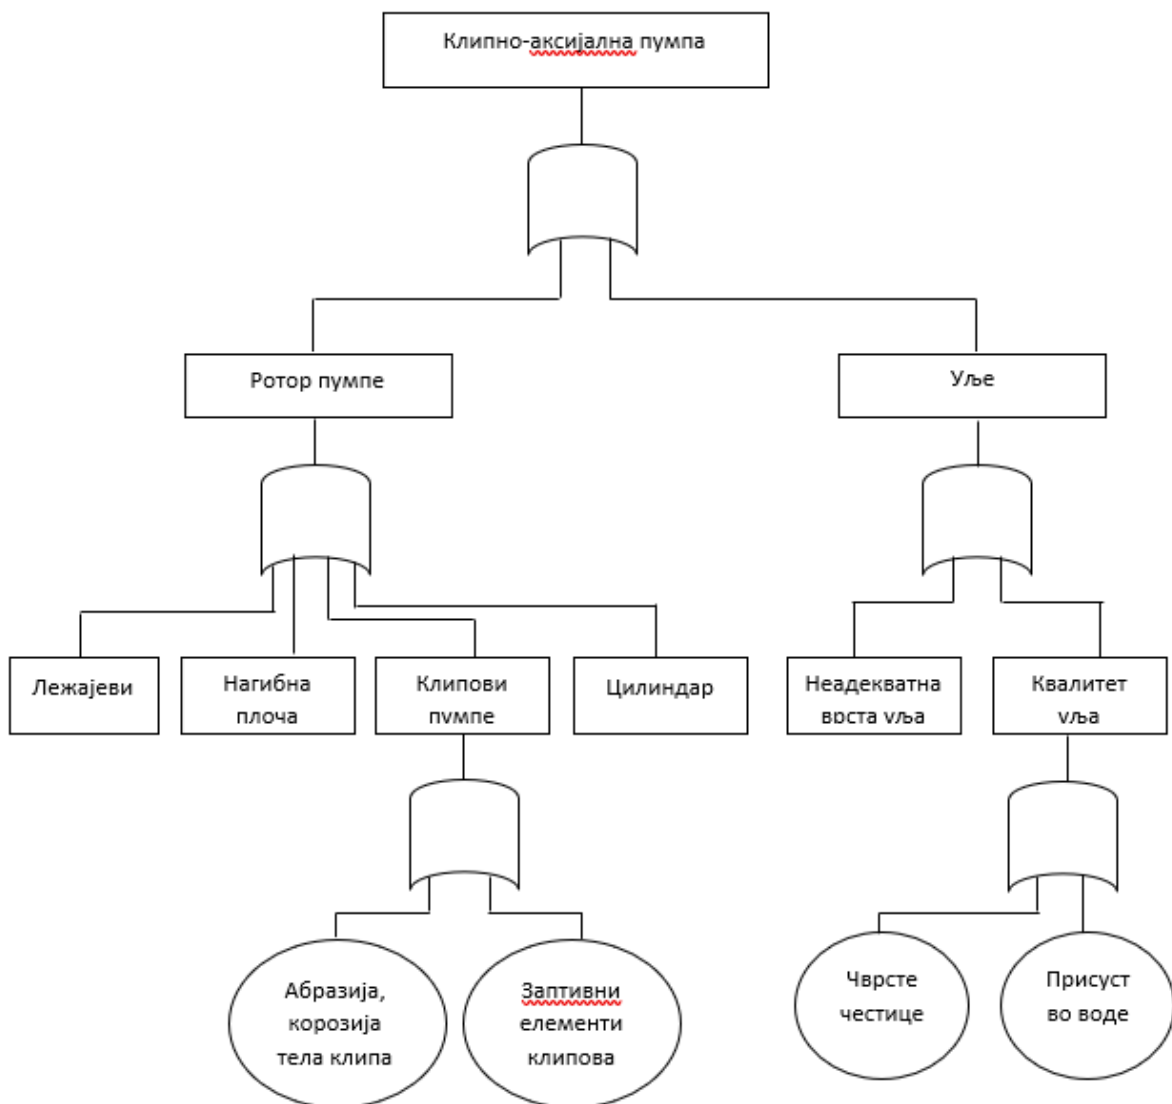 Клипно-аксијална пумпа
Ротор пумпе
Уље
Лежајеви
Нагибна
плоча
Клипови
пумпе
Цилиндар
Неадекватна
врста уља
Квалитет
уља
Абразија,
корозија
тела клипа
Заптивни
елементи
клипова
Чврсте
честице
Присуст
во воде